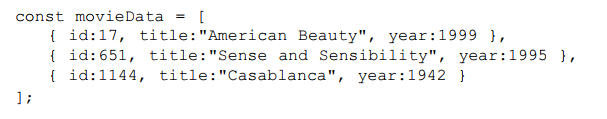 const movieData = [
{ id:17, title:"American Beauty", year:1999 },
{ id:651, title:"Sense and Sensibility", year:1995 },
{ id:1144, title:"Casablanca", year:1942 }
];